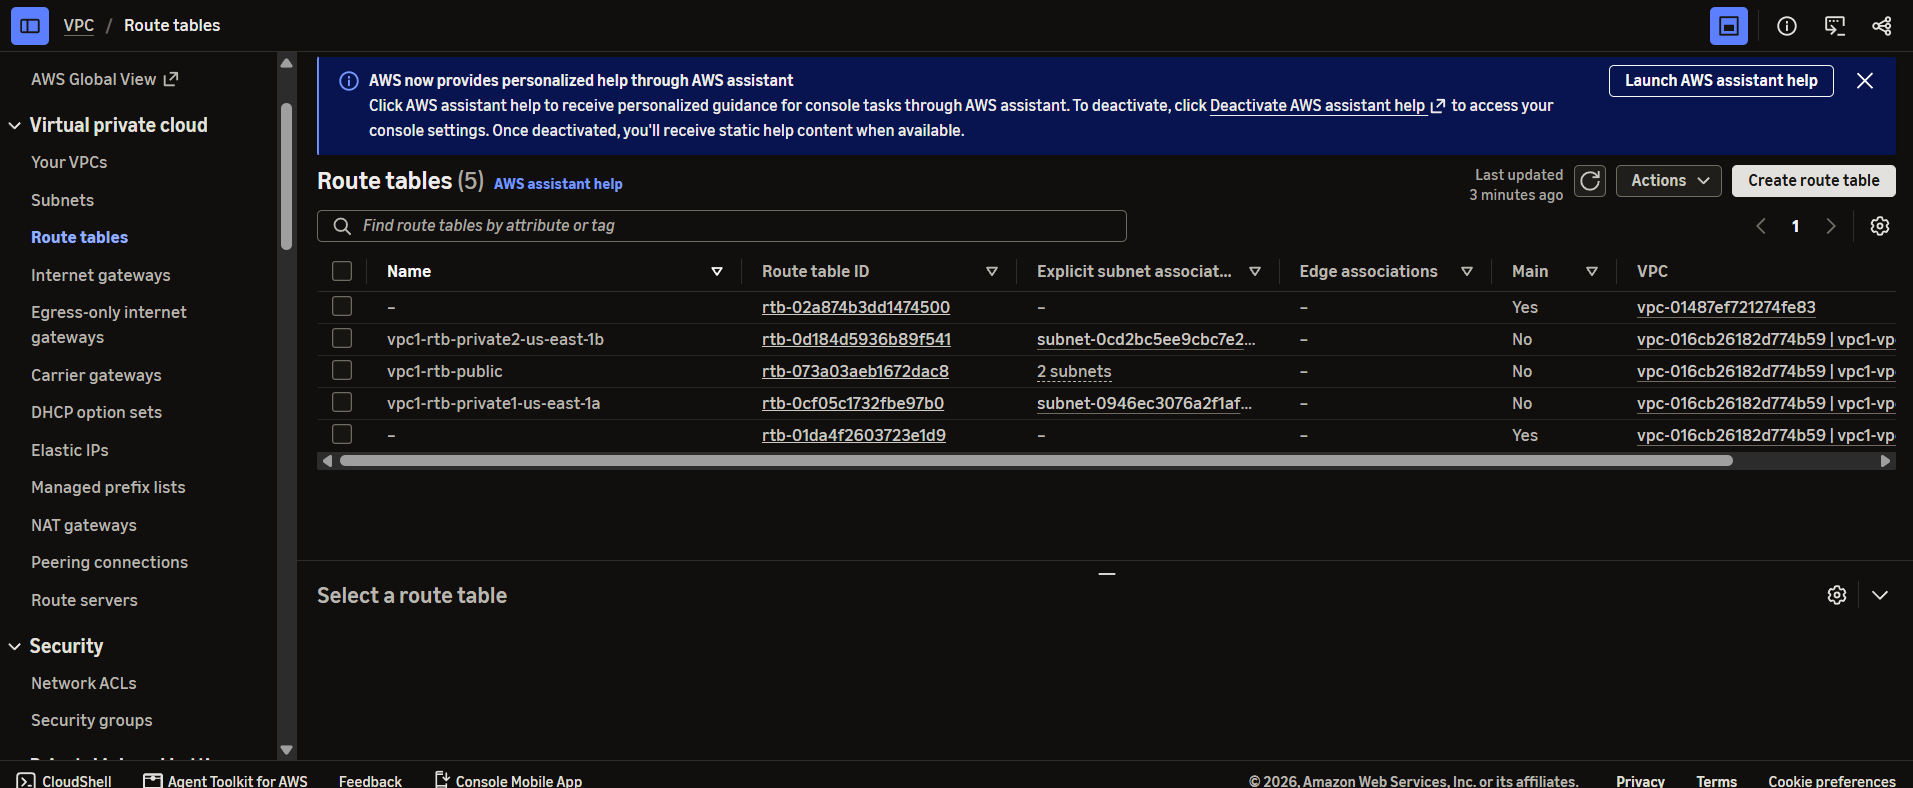 VPC / Route tables
AWS Global View
Virtual private cloud
Your VPCs
Subnets
Route tables
Internet gateways
Egress-only internet
gateways
Carrier gateways
DHCP option sets
Elastic IPs
Managed prefix lists
NAT gateways
Peering connections
Route servers
Security
Network ACLs
Security groups
AWS now provides personalized help through AWS assistant
Click AWS assistant help to receive personalized guidance for console tasks through AWS assistant. To deactivate, click Deactivate AWS assistant help to access your
console settings. Once deactivated, you'll receive static help content when available.
Launch AWS assistant help
Route tables (5) AWS assistant help
Last updated
3 minutes ago
Actions
Create route table
Find route tables by attribute or tag
1
Name Route table ID Explicit subnet associat... Edge associations Main VPC
– rtb-02a874b3dd1474500 – – Yes vpc-01487ef721274fe83
vpc1-rtb-private2-us-east-1b rtb-0d184d5936b89f541 subnet-0cd2bc5ee9cbc7e2... – No vpc-016cb26182d774b59 | vpc1-vp
vpc1-rtb-public rtb-073a03aeb1672dac8 2 subnets – No vpc-016cb26182d774b59 | vpc1-vp
vpc1-rtb-private1-us-east-1a rtb-0cf05c1732fbe97b0 subnet-0946ec3076a2f1af... – No vpc-016cb26182d774b59 | vpc1-vp
– rtb-01da4f2603723e1d9 – – Yes vpc-016cb26182d774b59 | vpc1-vp
Select a route table
CloudShell Agent Toolkit for AWS Feedback Console Mobile App © 2026, Amazon Web Services, Inc. or its affiliates. Privacy Terms Cookie preferences